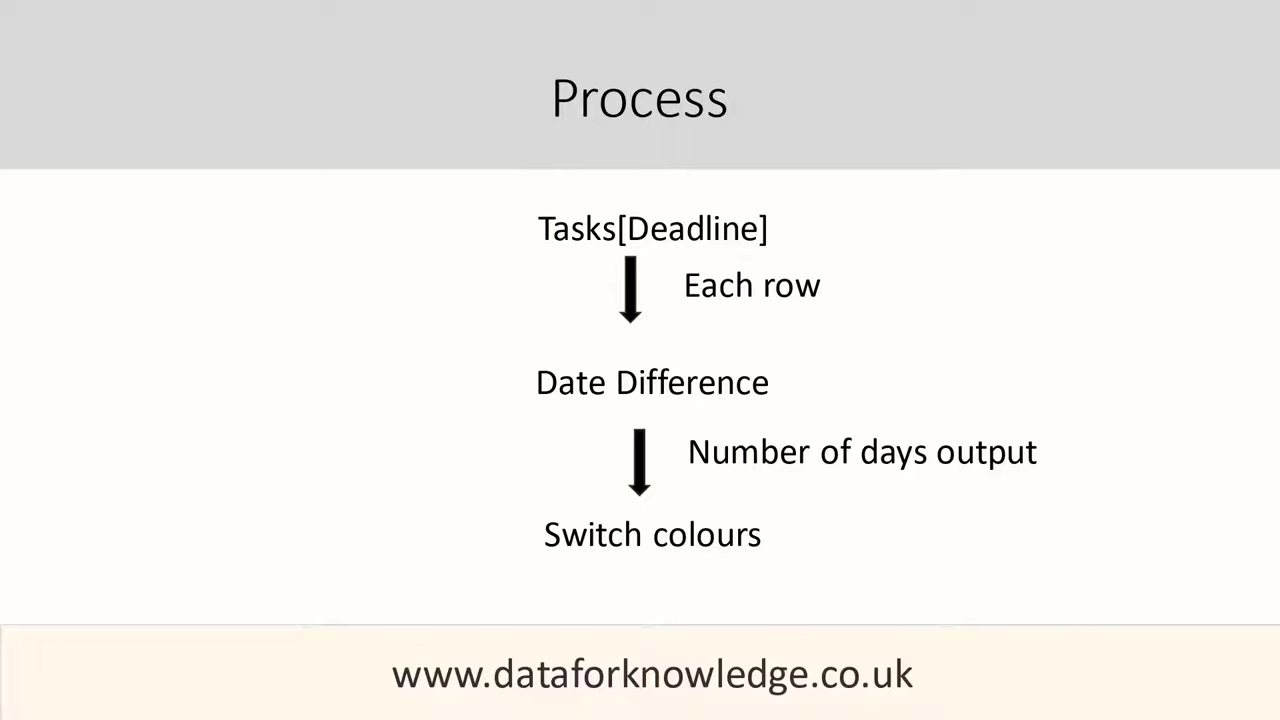 Process
Tasks[Deadline]
Each row
Date Difference
Number of days output
Switch colours
www.dataforknowledge.co.uk